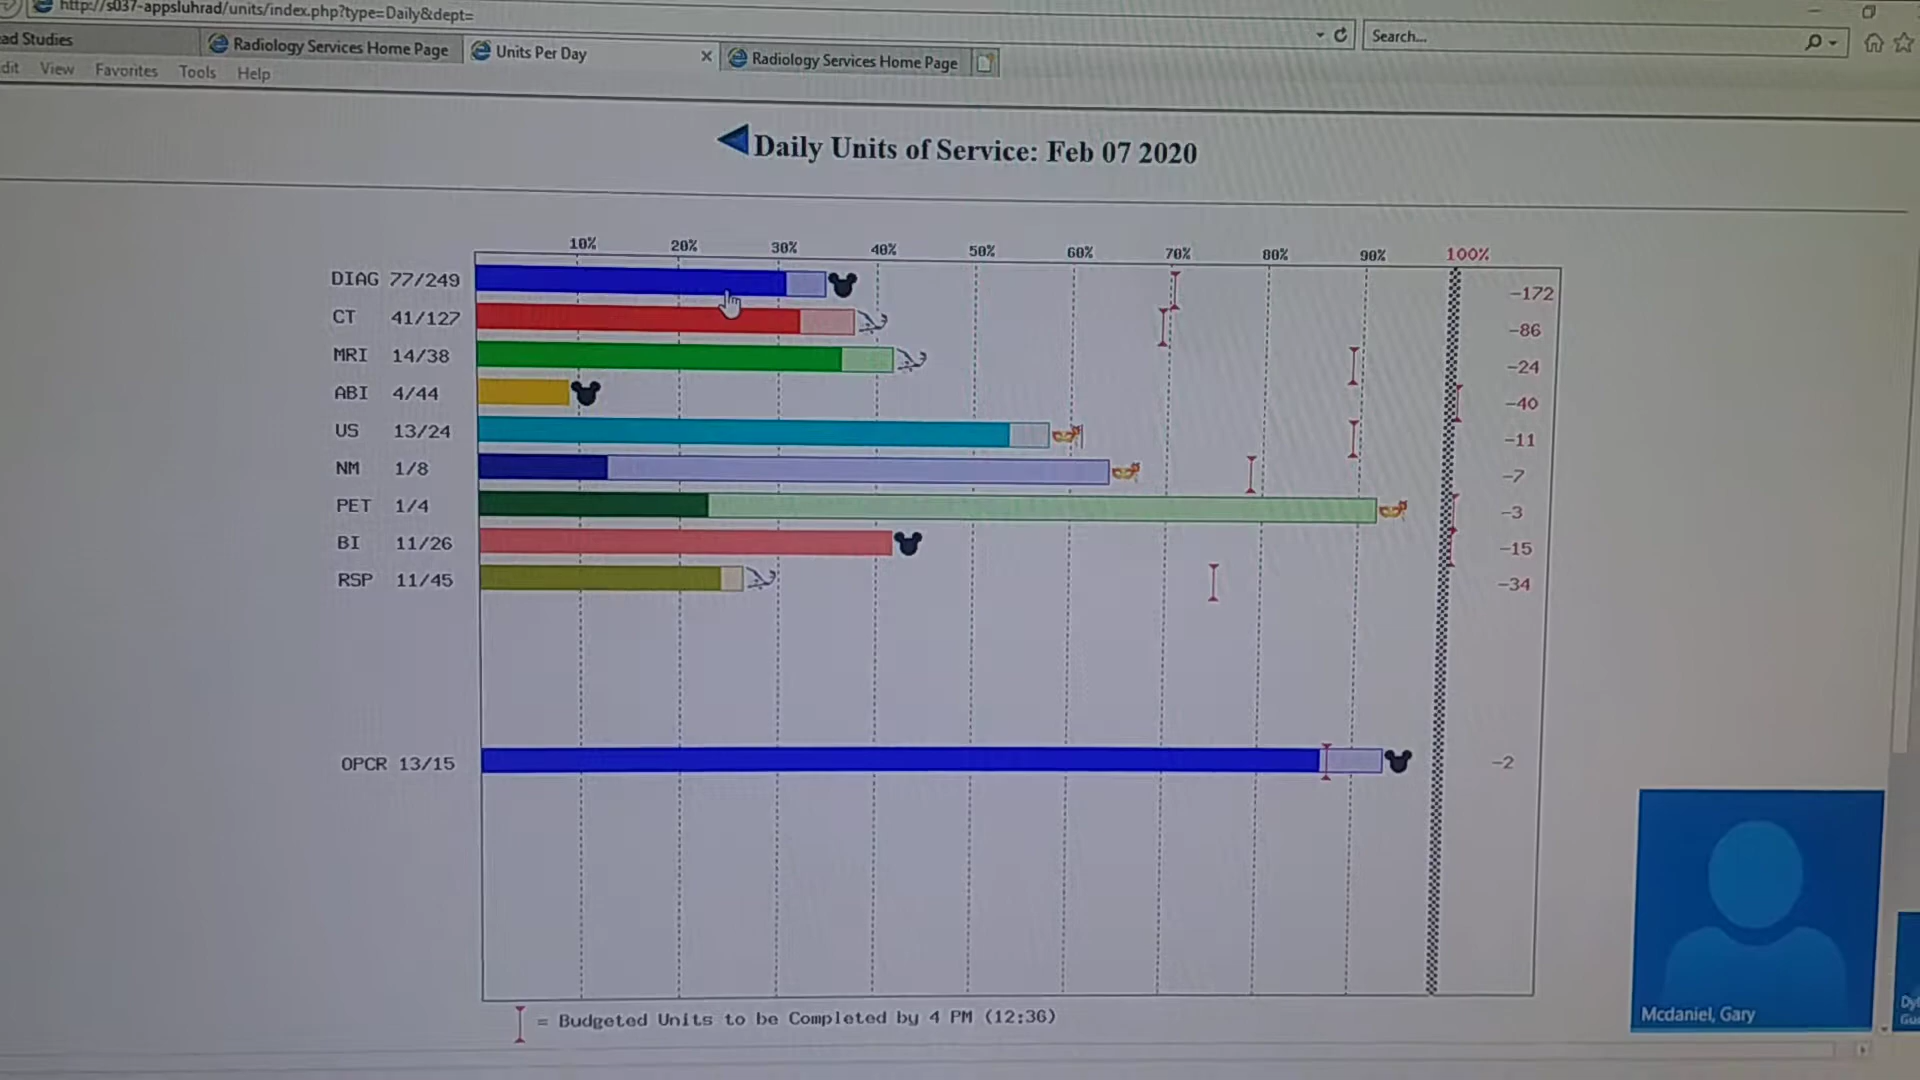 http://s037-appsluhrad/units/index.php?type=Daily&dept=
Search...
ad Studies
Radiology Services Home Page
Units Per Day
Radiology Services Home Page
dit View Favorites Tools Help
Daily Units of Service: Feb 07 2020
10% 20% 30% 40% 50% 60% 70% 80% 90% 100%
DIAG 77/249 -172
CT 41/127 -86
MRI 14/38 -24
ABI 4/44 -40
US 13/24 -11
NM 1/8 -7
PET 1/4 -3
BI 11/26 -15
RSP 11/45 -34
OPCR 13/15 -2
= Budgeted Units to be Completed by 4 PM (12:36)
Mcdaniel, Gary